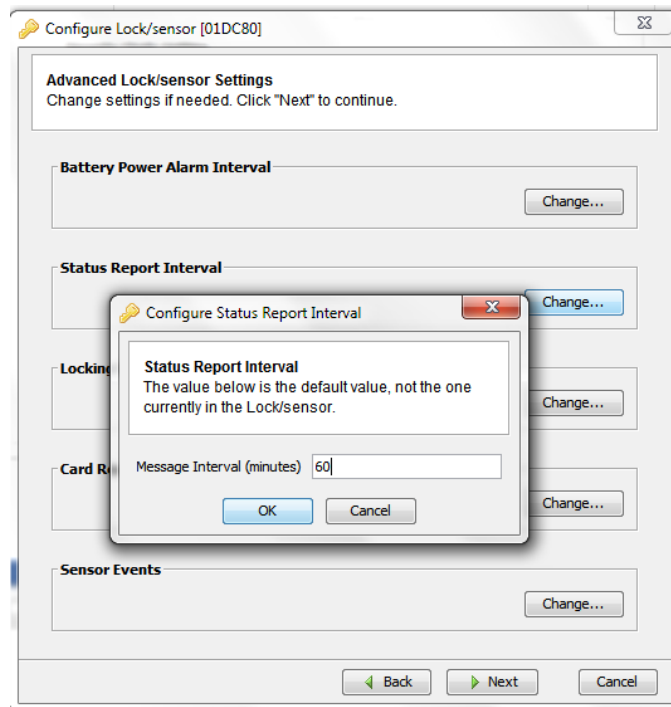 Configure Lock/sensor [01DC80]
Advanced Lock/sensor Settings
Change settings if needed. Click "Next" to continue.
Battery Power Alarm Interval
Change...
Status Report Interval
Change...
Configure Status Report Interval
Status Report Interval
The value below is the default value, not the one
currently in the Lock/sensor.
Locking
Change...
Message Interval (minutes) 60
Card Re
OK Cancel
Change...
Sensor Events
Change...
Back Next Cancel